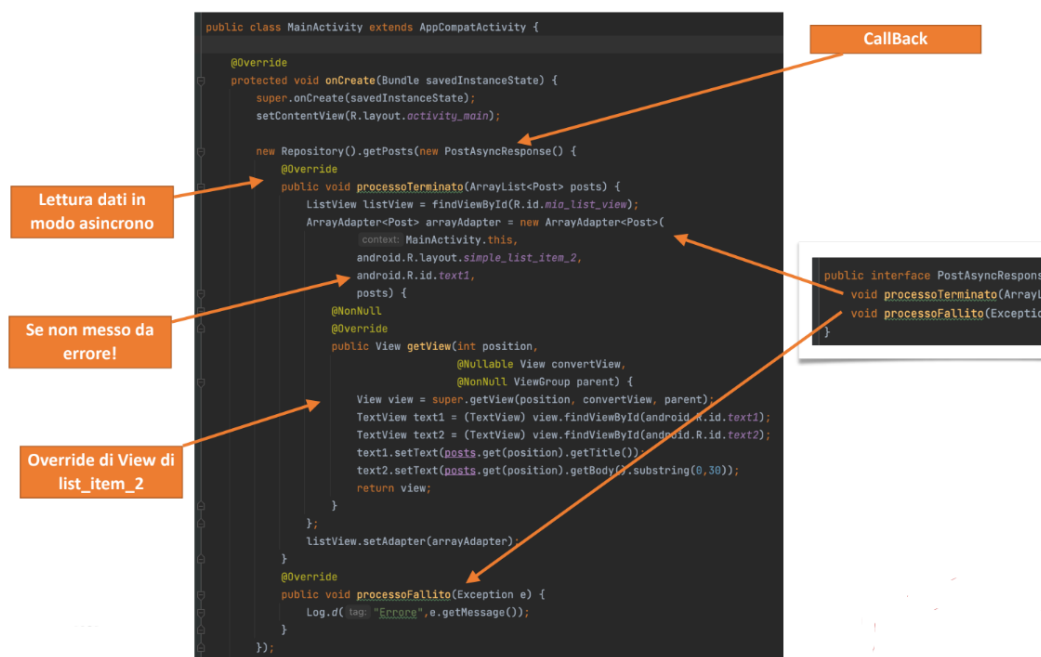 public class MainActivity extends AppCompatActivity {
@Override
protected void onCreate(Bundle savedInstanceState) {
super.onCreate(savedInstanceState);
setContentView(R.layout.activity_main);
new Repository().getPosts(new PostAsyncResponse() {
@Override
public void processoTerminato(ArrayList<Post> posts) {
ListView listView = findViewById(R.id.mia_list_view);
ArrayAdapter<Post> arrayAdapter = new ArrayAdapter<Post>(
context: MainActivity.this,
android.R.layout.simple_list_item_2,
android.R.id.text1,
posts) {
@NonNull
@Override
public View getView(int position,
@Nullable View convertView,
@NonNull ViewGroup parent) {
View view = super.getView(position, convertView, parent);
TextView text1 = (TextView) view.findViewById(android.R.id.text1);
TextView text2 = (TextView) view.findViewById(android.R.id.text2);
text1.setText(posts.get(position).getTitle());
text2.setText(posts.get(position).getBody().substring(0,30));
return view;
}
};
listView.setAdapter(arrayAdapter);
}
@Override
public void processoFallito(Exception e) {
Log.d( tag: "Errore",e.getMessage());
}
});
CallBack
Lettura dati in
modo asincrono
Se non messo da
errore!
Override di View di
list_item_2
public interface PostAsyncRespons
void processoTerminato(ArrayL
void processoFallito(Exceptio
}